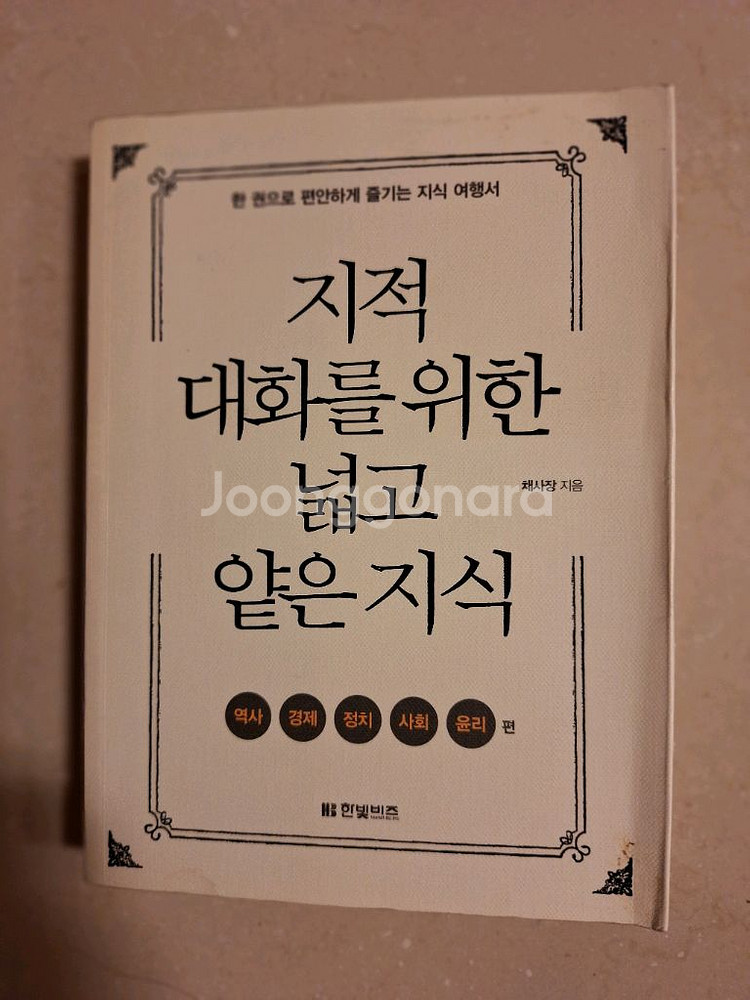 한 권으로 편안하게 즐기는 지식 여행서
지적
대화를 위한
넓고
얕은 지식
채사장 지음
Joonggonara
역사 경제 정치 사회 윤리 편
HB 한빛비즈